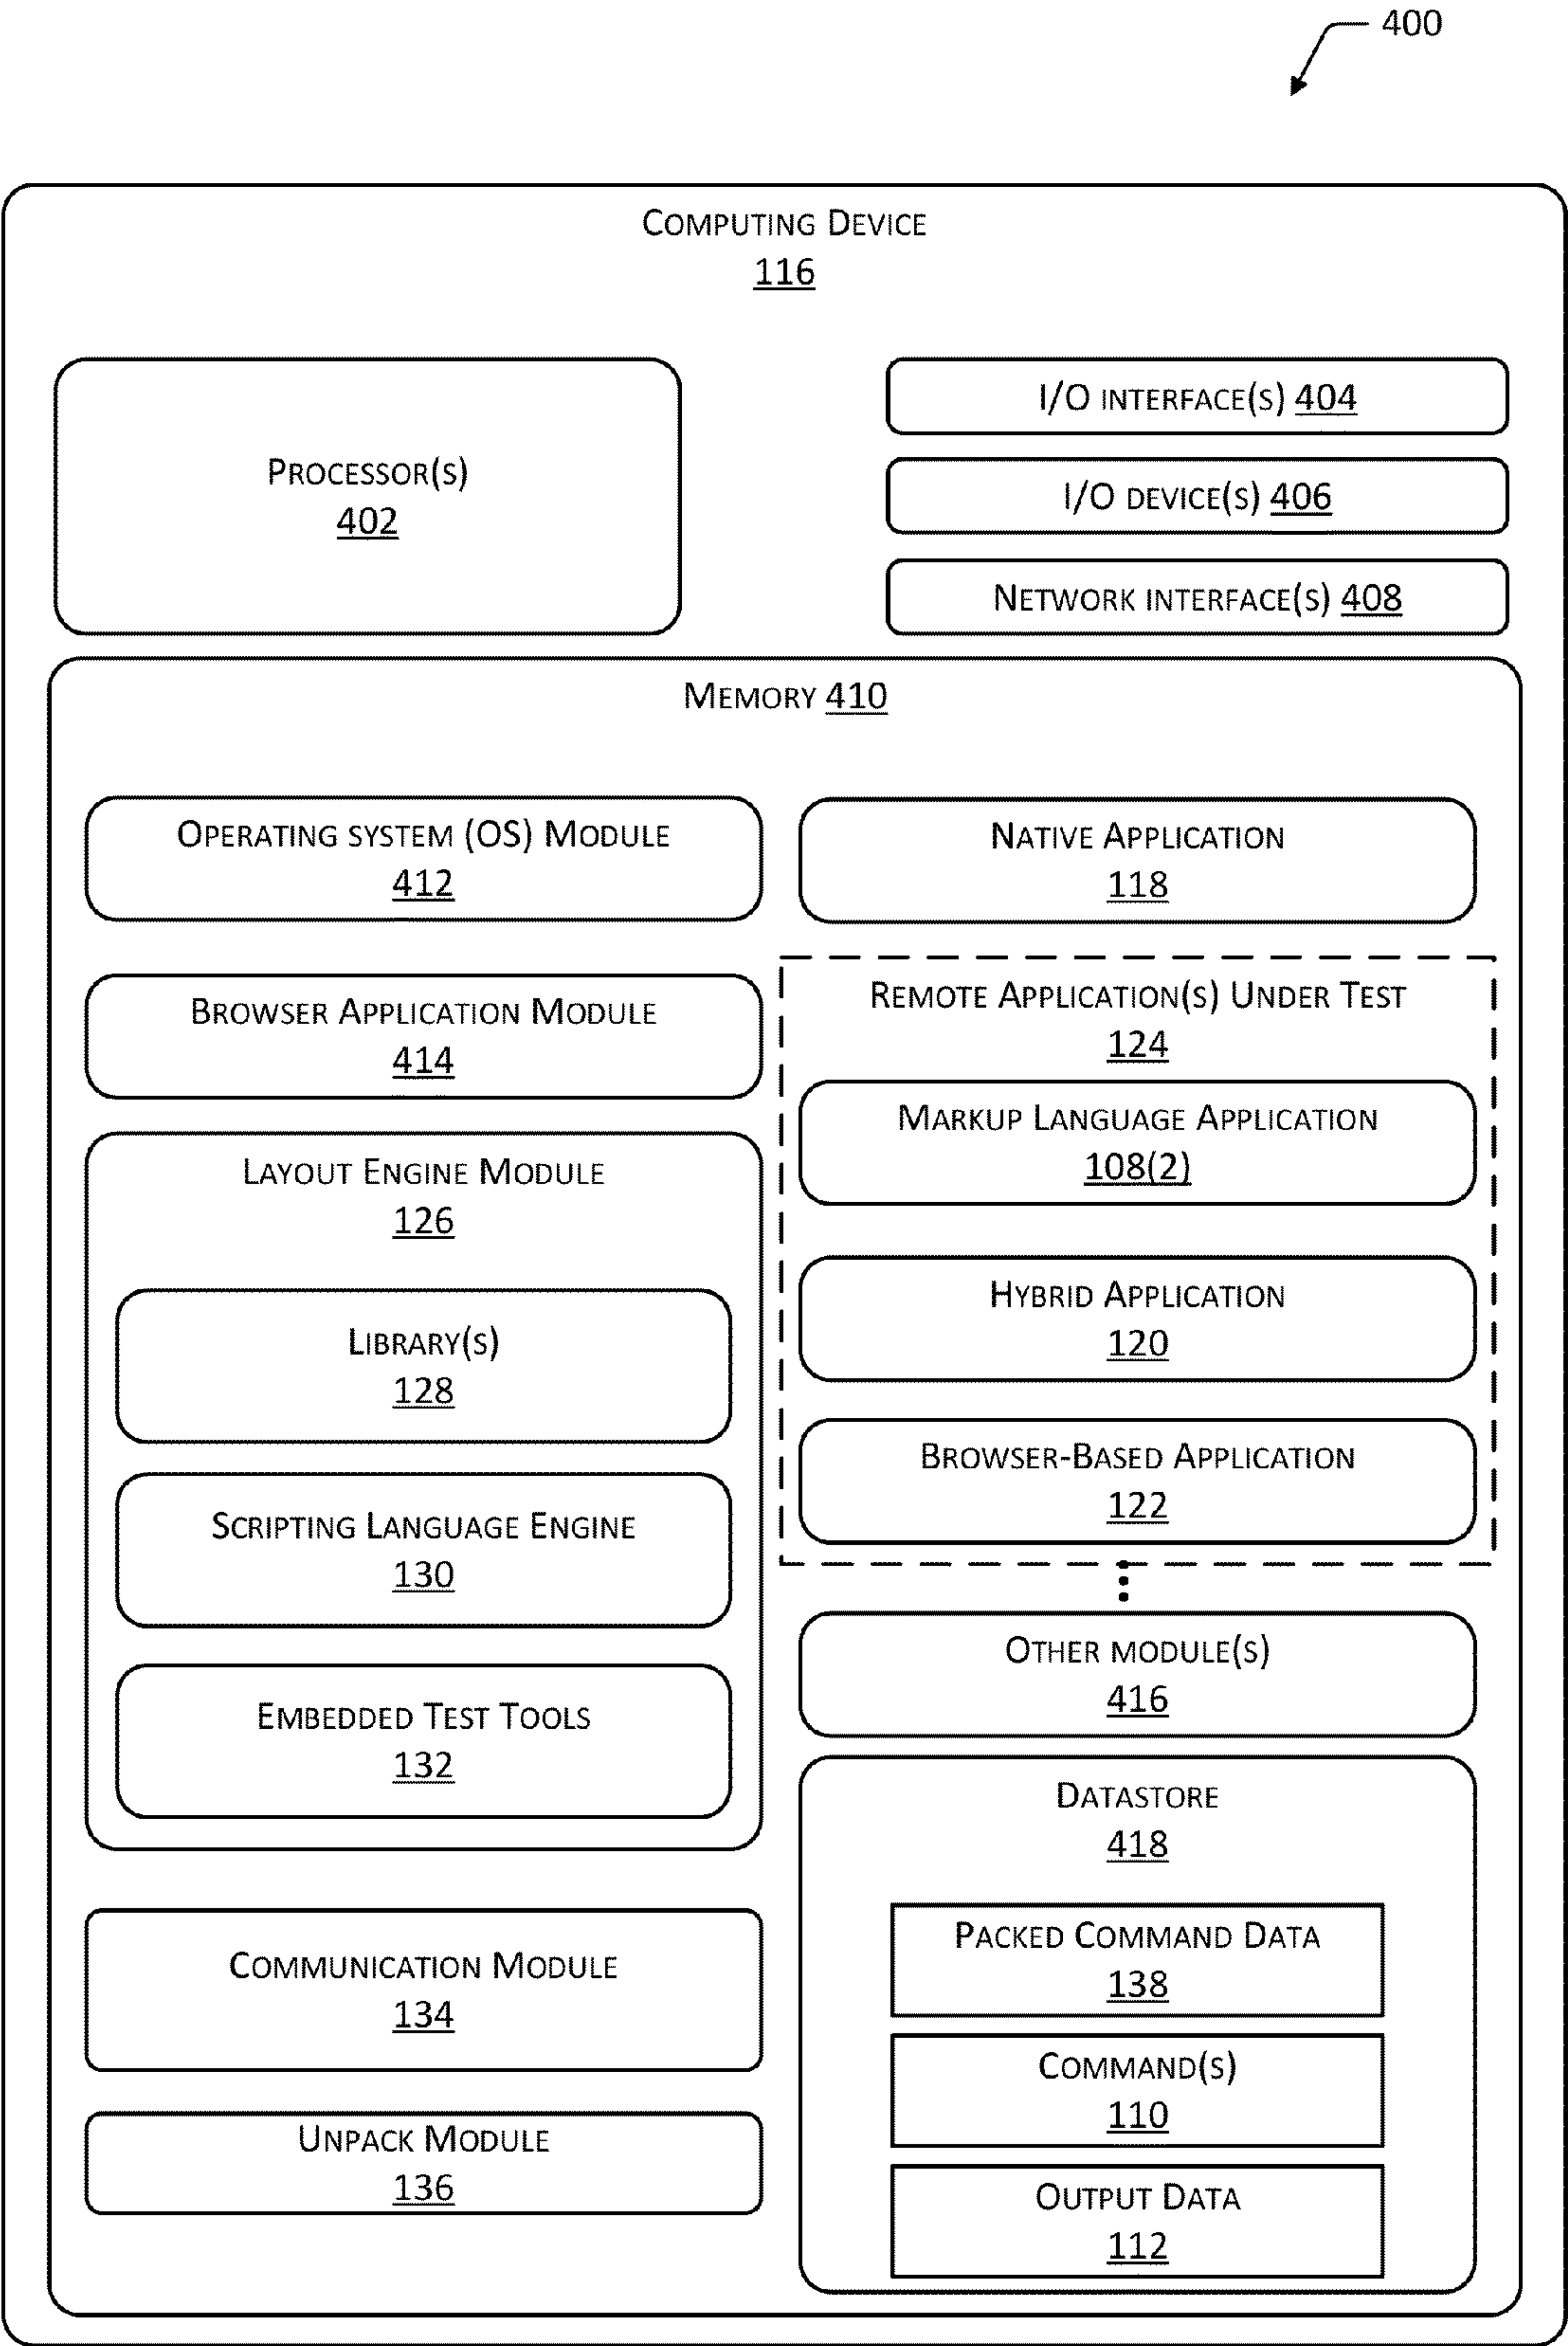 400
Computing Device
116
Processor(s)
402
I/O interface(s) 404
I/O device(s) 406
Network interface(s) 408
Memory 410
Operating system (OS) Module
412
Browser Application Module
414
Layout Engine Module
126
Library(s)
128
Scripting Language Engine
130
Embedded Test Tools
132
Communication Module
134
Unpack Module
136
Native Application
118
Remote Application(s) Under Test
124
Markup Language Application
108(2)
Hybrid Application
120
Browser-Based Application
122
Other module(s)
416
Datastore
418
Packed Command Data
138
Command(s)
110
Output Data
112